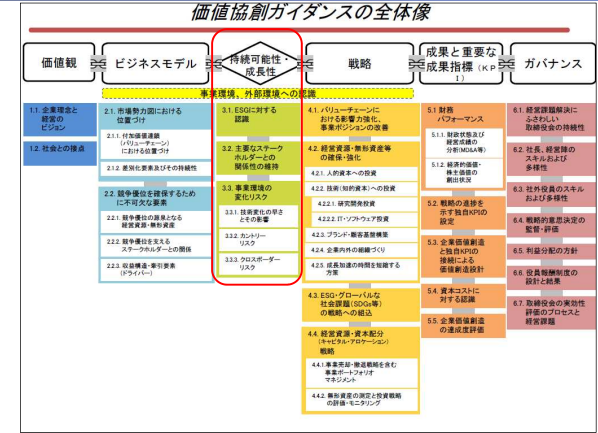 価値協創ガイダンスの全体像
価値観
ビジネスモデル
持続可能性・
成長性
戦略
成果と重要な
成果指標（KP
I）
ガバナンス
事業環境、外部環境への認識
1.1. 企業理念と
経営の
ビジョン
1.2. 社会との接点
2.1. 市場勢力図における
位置づけ
2.1.1. 付加価値連鎖
（バリューチェーン）
における位置づけ
2.1.2. 差別化要素及びその持続性
2.2. 競争優位を確保するため
に不可欠な要素
2.2.1. 競争優位の源泉となる
経営資源・無形資産
2.2.2. 競争優位を支える
ステークホルダーとの関係
2.2.3. 収益構造・牽引要素
（ドライバー）
3.1. ESGに対する
認識
3.2. 主要なステーク
ホルダーとの
関係性の維持
3.3. 事業環境の
変化リスク
3.3.1. 技術変化の早さ
とその影響
3.3.2. カントリー
リスク
3.3.3. クロスボーダー
リスク
4.1. バリューチェーンに
おける影響力強化、
事業ポジションの改善
4.2. 経営資源・無形資産等
の確保・強化
4.2.1. 人的資本への投資
4.2.2. 技術（知的資本）への投資
4.2.2.1. 研究開発投資
4.2.2.2. IT・ソフトウェア投資
4.2.3. ブランド・顧客基盤構築
4.2.4. 企業内外の組織づくり
4.2.5. 成長加速の時間を短縮する
方策
4.3. ESG・グローバルな
社会課題（SDGs等）
の戦略への組込
4.4. 経営資源・資本配分
（キャピタル・アロケーション）
戦略
4.4.1. 事業売却・撤退戦略を含む
事業ポートフォリオ
マネジメント
4.4.2. 無形資産の測定と投資戦略
の評価・モニタリング
5.1 財務
パフォーマンス
5.1.1. 財政状態及び
経営成績の
分析（MD&A等）
5.1.2. 経済的価値・
株主価値の
創出状況
5.2. 戦略の進捗を
示す独自KPIの
設定
5.3. 企業価値創造
と独自KPIの
接続による
価値創造設計
5.4. 資本コストに
対する認識
5.5. 企業価値創造
の達成度評価
6.1. 経営課題解決に
ふさわしい
取締役会の持続性
6.2. 社長、経営陣の
スキルおよび
多様性
6.3. 社外役員のスキル
および多様性
6.4. 戦略的意思決定の
監督・評価
6.5. 利益分配の方針
6.6. 役員報酬制度の
設計と結果
6.7. 取締役会の実効性
評価のプロセスと
経営課題